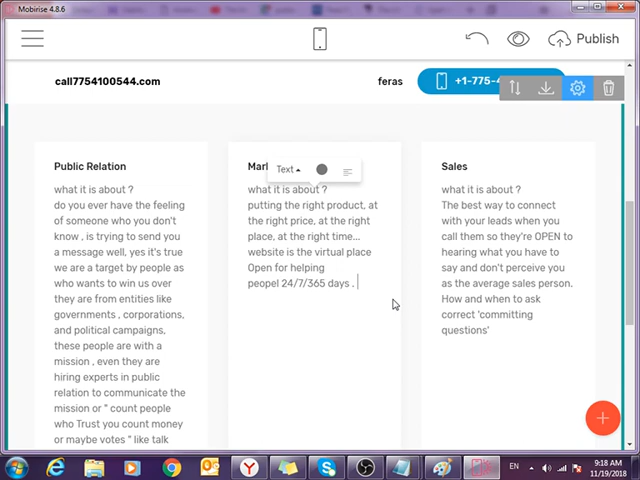 Mobirise 4.8.6
Publish
call7754100544.com
feras
+1-775-4
Public Relation
what it is about ?
do you ever have the feeling
of someone who you don't
know , is trying to send you
a message well, yes it's true
we are a target by people as
who wants to win us over
they are from entities like
governments , corporations,
and political campaigns,
these people are with a
mission , even they are
hiring experts in public
relation to communicate the
mission or " count people
who Trust you count money
or maybe votes " like talk
Text
what it is about ?
putting the right product, at
the right price, at the right
place, at the right time...
website is the virtual place
Open for helping
peopel 24/7/365 days .
Sales
what it is about ?
The best way to connect
with your leads when you
call them so they're OPEN to
hearing what you have to
say and don't perceive you
as the average sales person.
How and when to ask
correct 'committing
questions'
EN
9:18 AM
11/19/2018